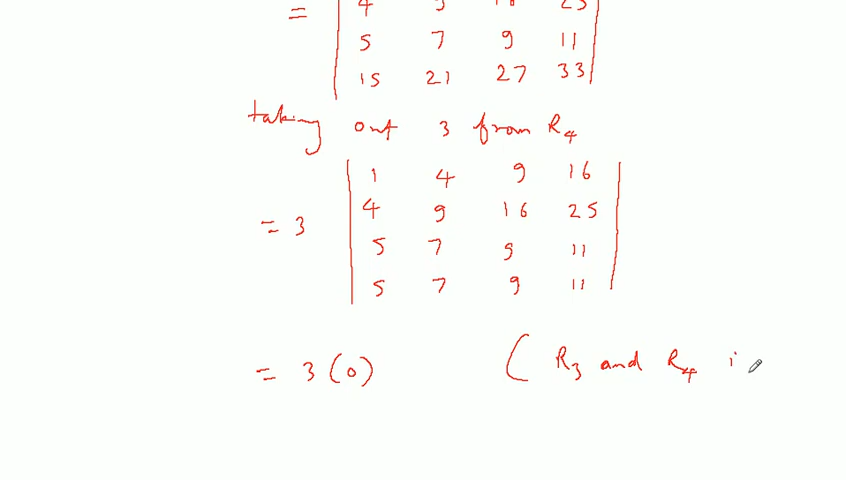 = | 4 9 16 25 |
| 5 7 9 11 |
| 15 21 27 33 |
taking out 3 from R₄
| 1 4 9 16 |
= 3 | 4 9 16 25 |
| 5 7 9 11 |
| 5 7 9 11 |
= 3 (0) ( R₃ and R₄ i